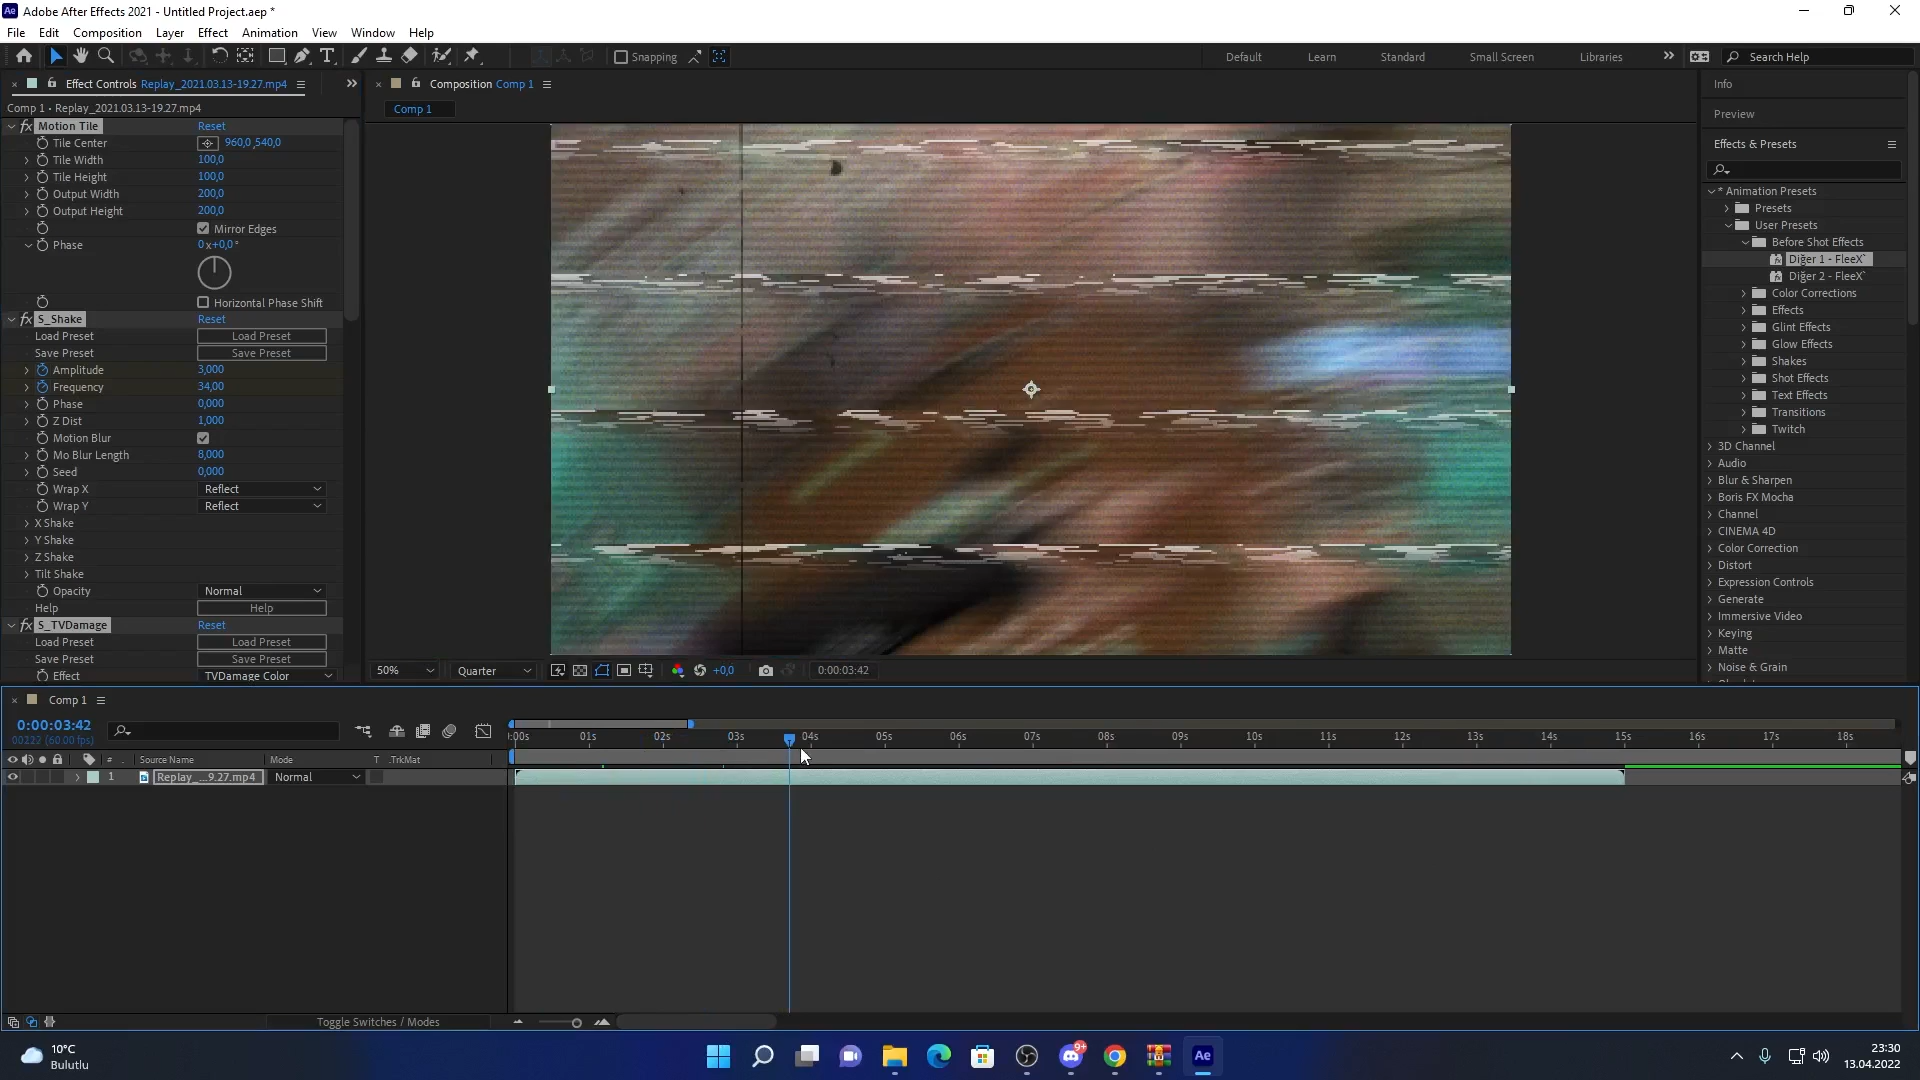 Adobe After Effects 2021 - Untitled Project.aep *
File Edit Composition Layer Effect Animation View Window Help
Snapping Default Learn Standard Small Screen Libraries Search Help
Effect Controls Replay_2021.03.13-19.27.mp4
Comp 1 • Replay_2021.03.13-19.27.mp4
fx Motion Tile Reset
Tile Center 960,0,540,0
Tile Width 100,0
Tile Height 100,0
Output Width 200,0
Output Height 200,0
Mirror Edges
Phase 0x+0,0°
Horizontal Phase Shift
fx S_Shake Reset
Load Preset Load Preset
Save Preset Save Preset
Amplitude 3,000
Frequency 34,00
Phase 0,000
Z Dist 1,000
Motion Blur
Mo Blur Length 8,000
Seed 0,000
Wrap X Reflect
Wrap Y Reflect
X Shake
Y Shake
Z Shake
Tilt Shake
Opacity Normal
Help Help
fx S_TVDamage Reset
Load Preset Load Preset
Save Preset Save Preset
Effect TVDamage Color
Composition Comp 1
Comp 1
50% Quarter +0,0 0:00:03:42
Info
Preview
Effects & Presets
* Animation Presets
Presets
User Presets
Before Shot Effects
Diğer 1 - FleeX`
Diğer 2 - FleeX`
Color Corrections
Effects
Glint Effects
Glow Effects
Shakes
Shot Effects
Text Effects
Transitions
Twitch
3D Channel
Audio
Blur & Sharpen
Boris FX Mocha
Channel
CINEMA 4D
Color Correction
Distort
Expression Controls
Generate
Immersive Video
Keying
Matte
Noise & Grain
Comp 1
0:00:03:42
00222 (60.00 fps)
:00s 01s 02s 03s 04s 05s 06s 07s 08s 09s 10s 11s 12s 13s 14s 15s 16s 17s 18s
# Source Name Mode T .TrkMat
1 Replay_...9.27.mp4 Normal
Toggle Switches / Modes
10°C
Bulutlu
9+
Ae
23:30
13.04.2022